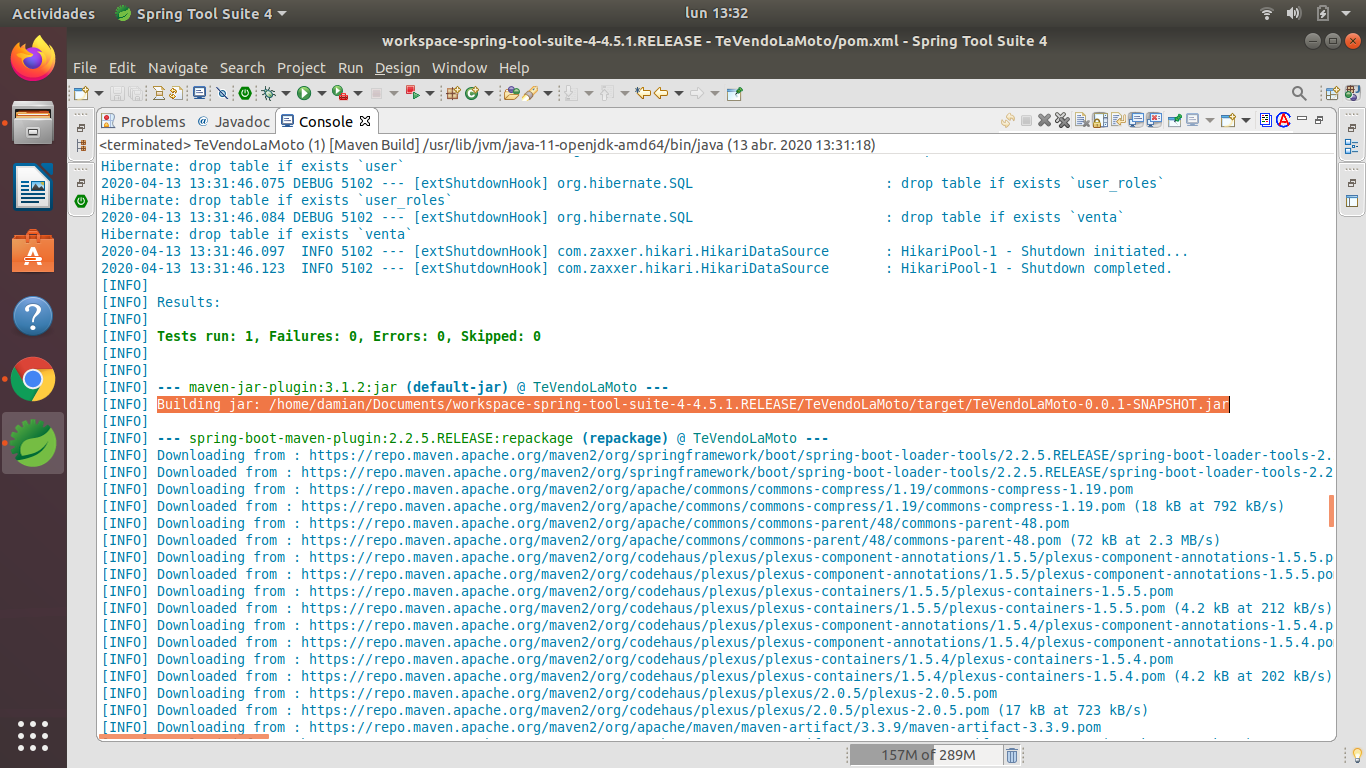 Actividades
Spring Tool Suite 4
lun 13:32
workspace-spring-tool-suite-4-4.5.1.RELEASE - TeVendoLaMoto/pom.xml - Spring Tool Suite 4
File Edit Navigate Search Project Run Design Window Help
Problems @ Javadoc Console
<terminated> TeVendoLaMoto (1) [Maven Build] /usr/lib/jvm/java-11-openjdk-amd64/bin/java (13 abr. 2020 13:31:18)
Hibernate: drop table if exists `user`
2020-04-13 13:31:46.075 DEBUG 5102 --- [extShutdownHook] org.hibernate.SQL : drop table if exists `user_roles`
Hibernate: drop table if exists `user_roles`
2020-04-13 13:31:46.084 DEBUG 5102 --- [extShutdownHook] org.hibernate.SQL : drop table if exists `venta`
Hibernate: drop table if exists `venta`
2020-04-13 13:31:46.097  INFO 5102 --- [extShutdownHook] com.zaxxer.hikari.HikariDataSource : HikariPool-1 - Shutdown initiated...
2020-04-13 13:31:46.123  INFO 5102 --- [extShutdownHook] com.zaxxer.hikari.HikariDataSource : HikariPool-1 - Shutdown completed.
[INFO]
[INFO] Results:
[INFO]
[INFO] Tests run: 1, Failures: 0, Errors: 0, Skipped: 0
[INFO]
[INFO]
[INFO] --- maven-jar-plugin:3.1.2:jar (default-jar) @ TeVendoLaMoto ---
[INFO] Building jar: /home/damian/Documents/workspace-spring-tool-suite-4-4.5.1.RELEASE/TeVendoLaMoto/target/TeVendoLaMoto-0.0.1-SNAPSHOT.jar
[INFO]
[INFO] --- spring-boot-maven-plugin:2.2.5.RELEASE:repackage (repackage) @ TeVendoLaMoto ---
[INFO] Downloading from : https://repo.maven.apache.org/maven2/org/springframework/boot/spring-boot-loader-tools/2.2.5.RELEASE/spring-boot-loader-tools-2.
[INFO] Downloaded from : https://repo.maven.apache.org/maven2/org/springframework/boot/spring-boot-loader-tools/2.2.5.RELEASE/spring-boot-loader-tools-2.2
[INFO] Downloading from : https://repo.maven.apache.org/maven2/org/apache/commons/commons-compress/1.19/commons-compress-1.19.pom
[INFO] Downloaded from : https://repo.maven.apache.org/maven2/org/apache/commons/commons-compress/1.19/commons-compress-1.19.pom (18 kB at 792 kB/s)
[INFO] Downloading from : https://repo.maven.apache.org/maven2/org/apache/commons/commons-parent/48/commons-parent-48.pom
[INFO] Downloaded from : https://repo.maven.apache.org/maven2/org/apache/commons/commons-parent/48/commons-parent-48.pom (72 kB at 2.3 MB/s)
[INFO] Downloading from : https://repo.maven.apache.org/maven2/org/codehaus/plexus/plexus-component-annotations/1.5.5/plexus-component-annotations-1.5.5.p
[INFO] Downloaded from : https://repo.maven.apache.org/maven2/org/codehaus/plexus/plexus-component-annotations/1.5.5/plexus-component-annotations-1.5.5.po
[INFO] Downloading from : https://repo.maven.apache.org/maven2/org/codehaus/plexus/plexus-containers/1.5.5/plexus-containers-1.5.5.pom
[INFO] Downloaded from : https://repo.maven.apache.org/maven2/org/codehaus/plexus/plexus-containers/1.5.5/plexus-containers-1.5.5.pom (4.2 kB at 212 kB/s)
[INFO] Downloading from : https://repo.maven.apache.org/maven2/org/codehaus/plexus/plexus-component-annotations/1.5.4/plexus-component-annotations-1.5.4.p
[INFO] Downloaded from : https://repo.maven.apache.org/maven2/org/codehaus/plexus/plexus-component-annotations/1.5.4/plexus-component-annotations-1.5.4.po
[INFO] Downloading from : https://repo.maven.apache.org/maven2/org/codehaus/plexus/plexus-containers/1.5.4/plexus-containers-1.5.4.pom
[INFO] Downloaded from : https://repo.maven.apache.org/maven2/org/codehaus/plexus/plexus-containers/1.5.4/plexus-containers-1.5.4.pom (4.2 kB at 202 kB/s)
[INFO] Downloading from : https://repo.maven.apache.org/maven2/org/codehaus/plexus/plexus/2.0.5/plexus-2.0.5.pom
[INFO] Downloaded from : https://repo.maven.apache.org/maven2/org/codehaus/plexus/plexus/2.0.5/plexus-2.0.5.pom (17 kB at 723 kB/s)
[INFO] Downloading from : https://repo.maven.apache.org/maven2/org/apache/maven/maven-artifact/3.3.9/maven-artifact-3.3.9.pom
157M of 289M